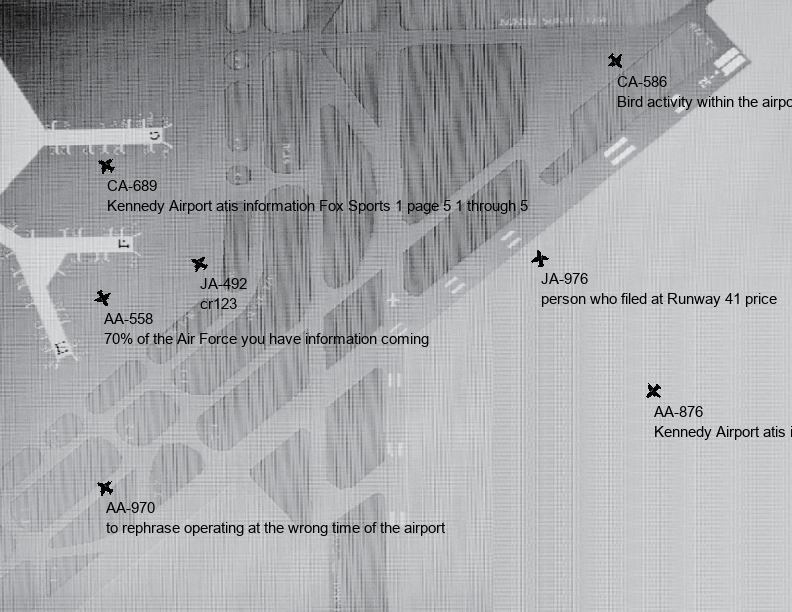 CA-586
Bird activity within the airpo
CA-689
Kennedy Airport atis information Fox Sports 1 page 5 1 through 5
JA-492
cr123
JA-976
person who filed at Runway 41 price
AA-558
70% of the Air Force you have information coming
AA-876
Kennedy Airport atis i
AA-970
to rephrase operating at the wrong time of the airport